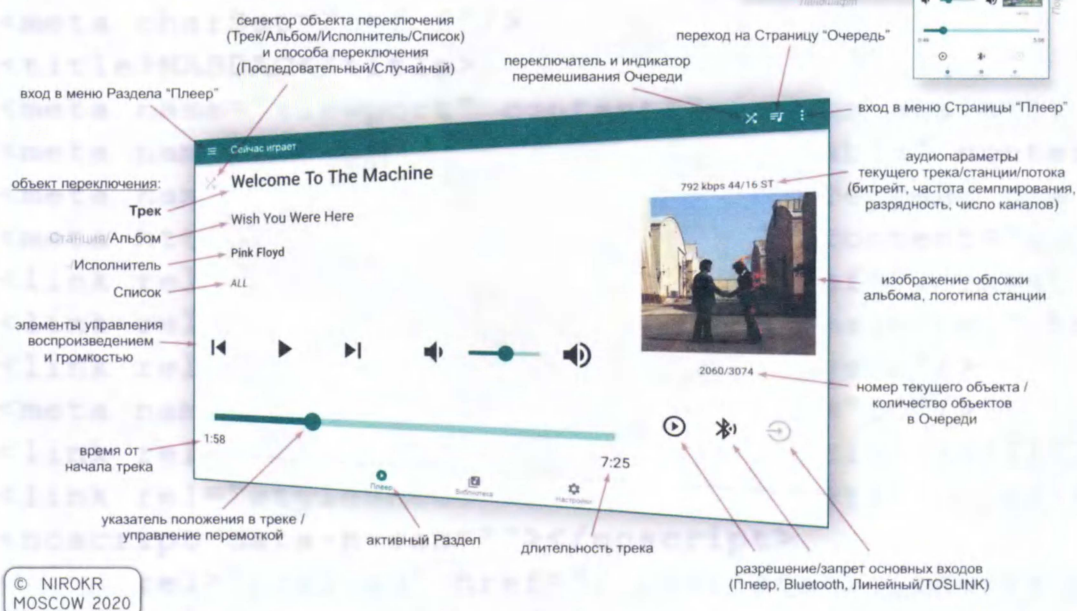 селектор объекта переключения
(Трек/Альбом/Исполнитель/Список)
и способа переключения
(Последовательный/Случайный)
переход на Страницу "Очередь"
переключатель и индикатор
перемешивания Очереди
вход в меню Раздела "Плеер"
вход в меню Страницы "Плеер"
Сейчас играет
аудиопараметры
текущего трека/станции/потока
(битрейт, частота семплирования,
разрядность, число каналов)
объект переключения:
Трек
Станция/Альбом
Исполнитель
Список
Welcome To The Machine
Wish You Were Here
Pink Floyd
ALL
792 kbps 44/16 ST
изображение обложки
альбома, логотипа станции
элементы управления
воспроизведением
и громкостью
2060/3074
номер текущего объекта /
количество объектов
в Очереди
1:58
7:25
время от
начала трека
Плеер
Библиотека
Настройки
указатель положения в треке /
управление перемоткой
активный Раздел
длительность трека
разрешение/запрет основных входов
(Плеер, Bluetooth, Линейный/TOSLINK)
© NIROKR
MOSCOW 2020